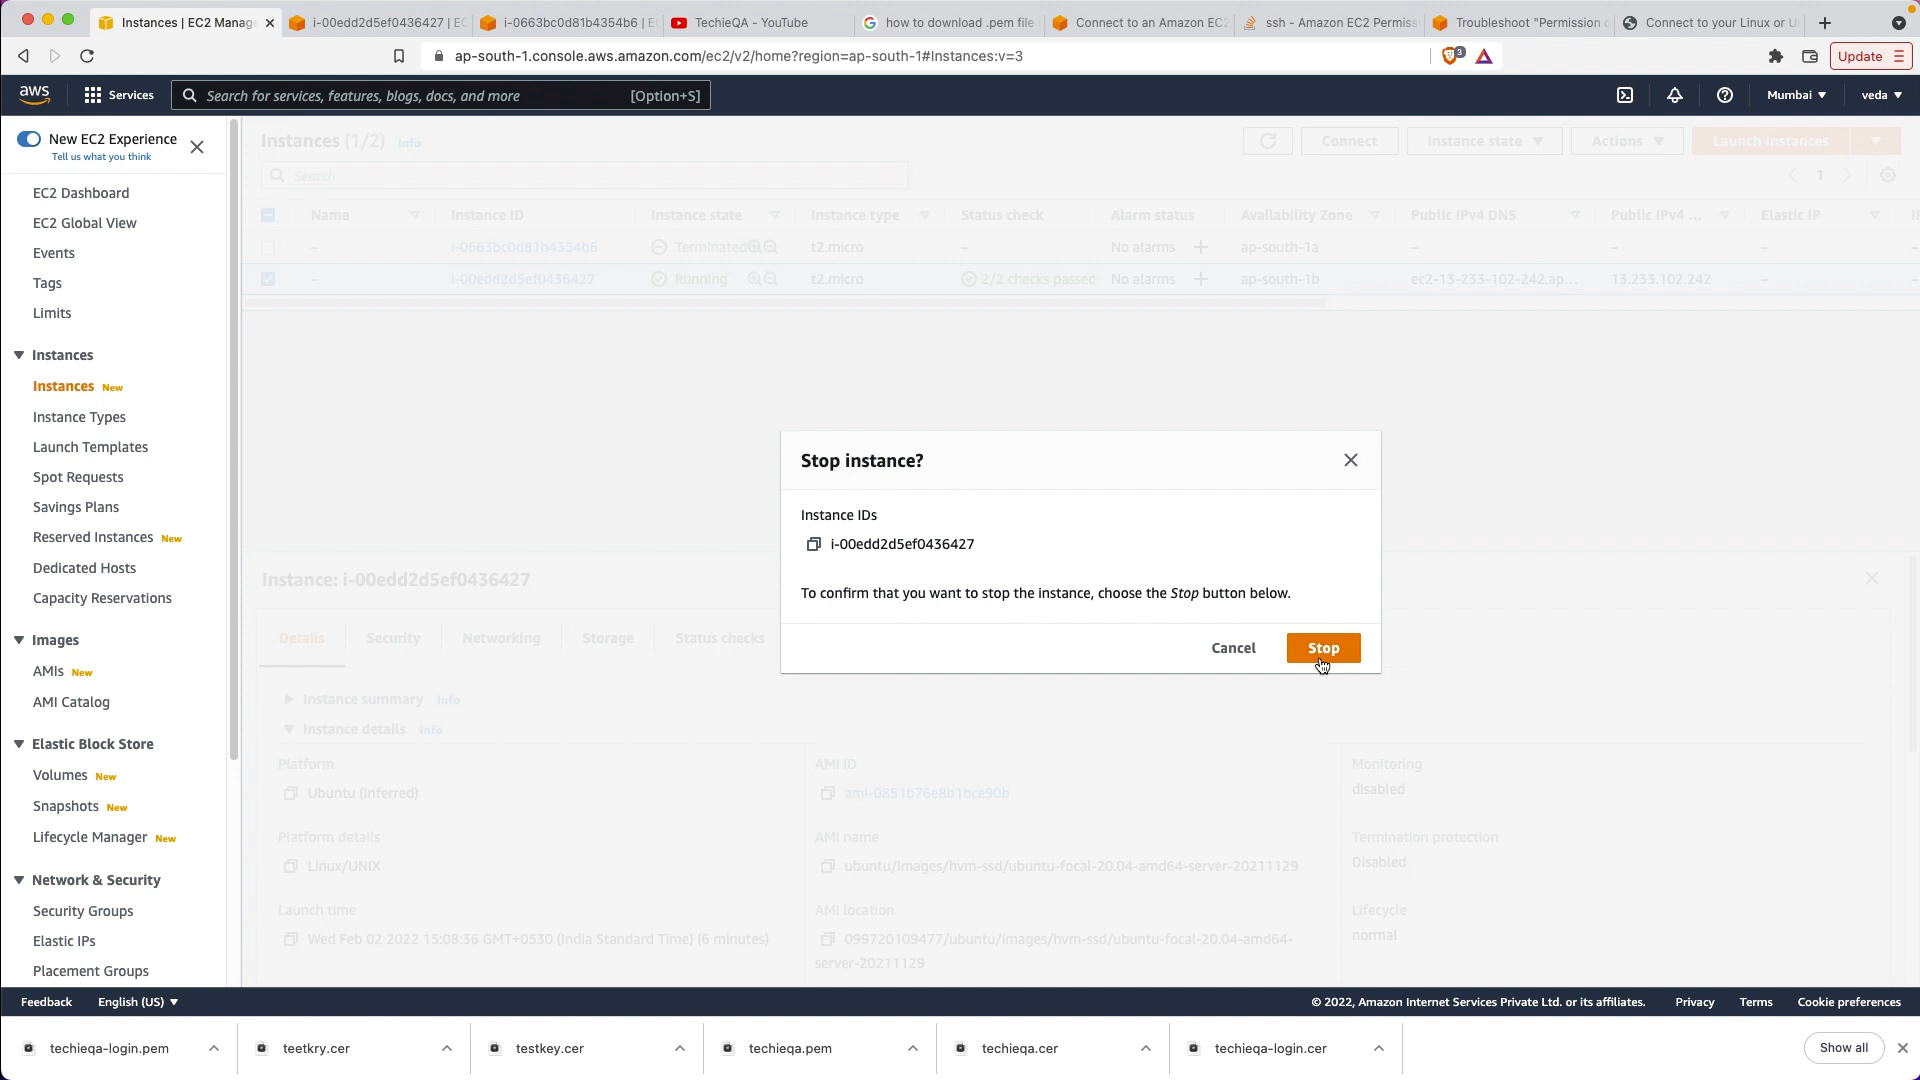 Instances | EC2 Manage
i-00edd2d5ef0436427 | EC
i-0663bc0d81b4354b6 | E
TechieQA - YouTube
how to download .pem file
Connect to an Amazon EC2
ssh - Amazon EC2 Permiss
Troubleshoot "Permission
Connect to your Linux or U
ap-south-1.console.aws.amazon.com/ec2/v2/home?region=ap-south-1#Instances:v=3
3
Update
aws
Services
Search for services, features, blogs, docs, and more
[Option+S]
Mumbai
veda
New EC2 Experience
Tell us what you think
EC2 Dashboard
EC2 Global View
Events
Tags
Limits
Instances
Instances New
Instance Types
Launch Templates
Spot Requests
Savings Plans
Reserved Instances New
Dedicated Hosts
Capacity Reservations
Images
AMIs New
AMI Catalog
Elastic Block Store
Volumes New
Snapshots New
Lifecycle Manager New
Network & Security
Security Groups
Elastic IPs
Placement Groups
Instances (1/2) Info
Connect
Instance state
Actions
Launch instances
Search
1
Name
Instance ID
Instance state
Instance type
Status check
Alarm status
Availability Zone
Public IPv4 DNS
Public IPv4 ...
Elastic IP
– i-0663bc0d81b4354b6 Terminated t2.micro – No alarms + ap-south-1a – – –
– i-00edd2d5ef0436427 Running t2.micro 2/2 checks passed No alarms + ap-south-1b ec2-13-233-102-242.ap... 13.233.102.242 –
Stop instance?
Instance IDs
i-00edd2d5ef0436427
To confirm that you want to stop the instance, choose the Stop button below.
Cancel
Stop
Instance: i-00edd2d5ef0436427
Details
Security
Networking
Storage
Status checks
Instance summary Info
Instance details Info
Platform
Ubuntu (Inferred)
AMI ID
ami-0851b76e8b1bce90b
Monitoring
disabled
Platform details
Linux/UNIX
AMI name
ubuntu/images/hvm-ssd/ubuntu-focal-20.04-amd64-server-20211129
Termination protection
Disabled
Launch time
Wed Feb 02 2022 15:08:36 GMT+0530 (India Standard Time) (6 minutes)
AMI location
099720109477/ubuntu/images/hvm-ssd/ubuntu-focal-20.04-amd64-
server-20211129
Lifecycle
normal
Feedback
English (US)
© 2022, Amazon Internet Services Private Ltd. or its affiliates.
Privacy
Terms
Cookie preferences
techieqa-login.pem
teetkry.cer
testkey.cer
techieqa.pem
techieqa.cer
techieqa-login.cer
Show all